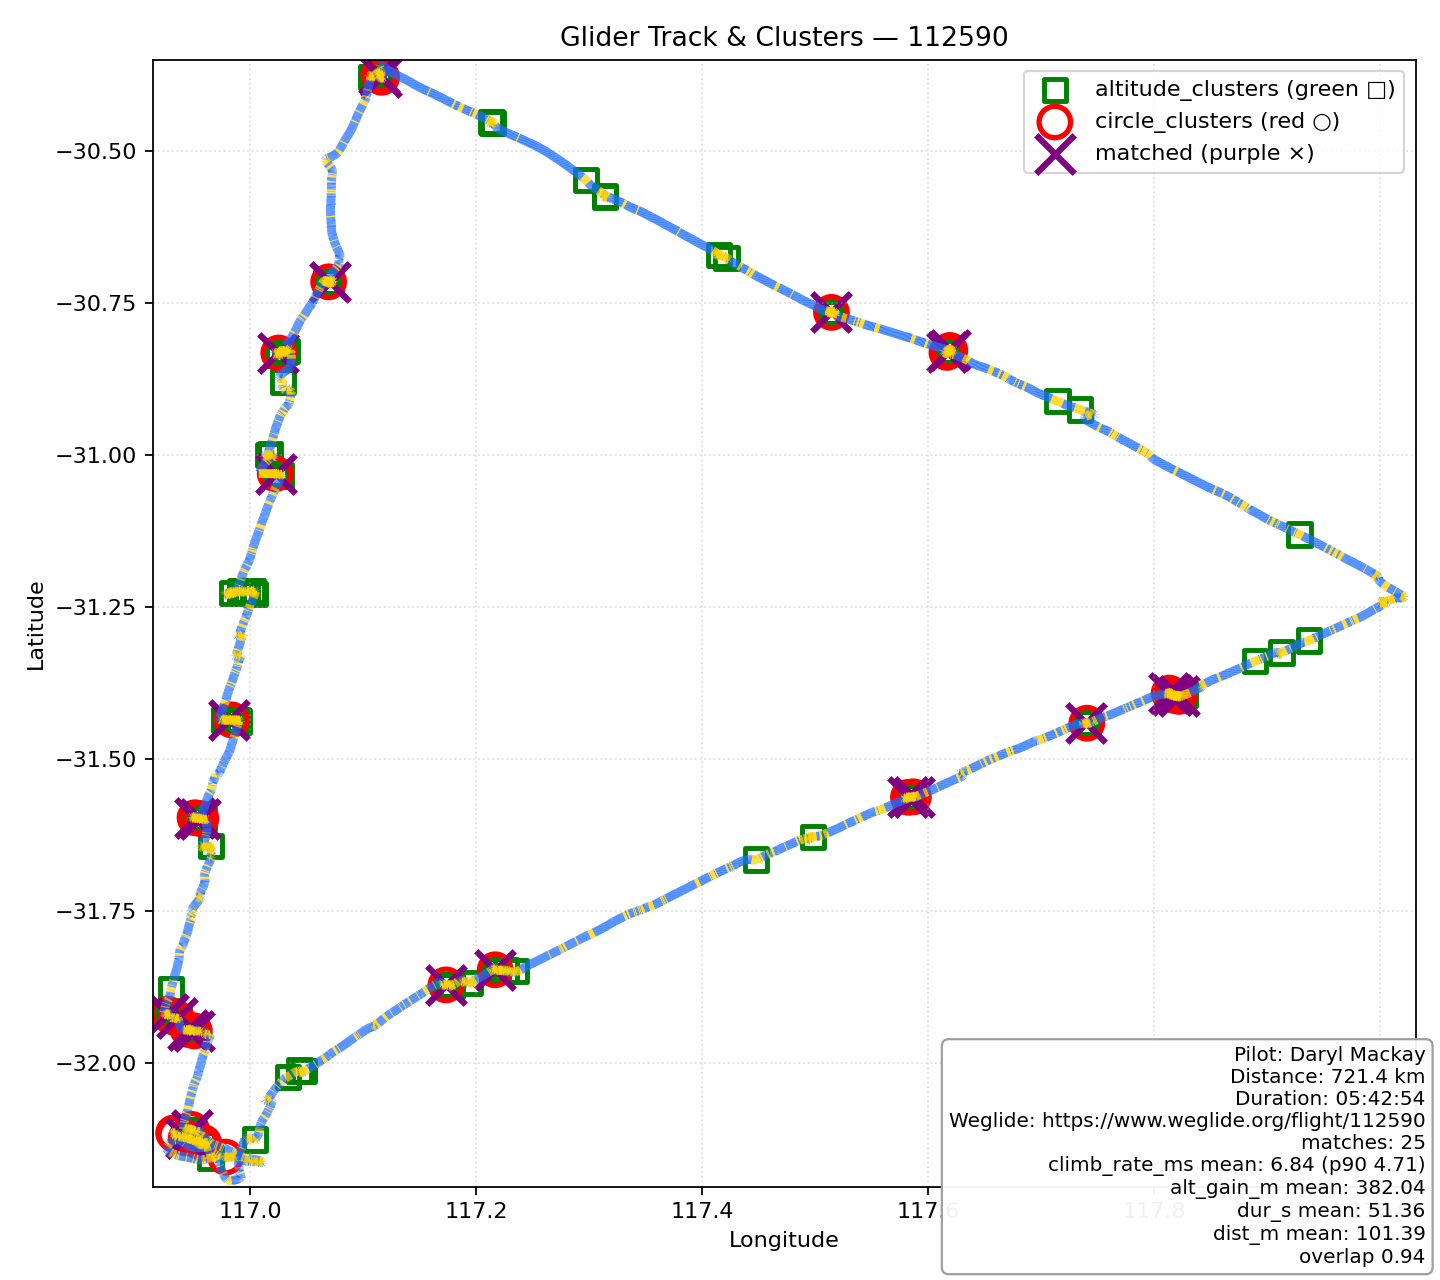 Glider Track & Clusters — 112590
altitude_clusters (green □)
circle_clusters (red ○)
matched (purple ×)
−30.50
−30.75
−31.00
−31.25
−31.50
−31.75
−32.00
Latitude
117.0
117.2
117.4
117.6
117.8
Longitude
Pilot: Daryl Mackay
Distance: 721.4 km
Duration: 05:42:54
Weglide: https://www.weglide.org/flight/112590
matches: 25
climb_rate_ms mean: 6.84 (p90 4.71)
alt_gain_m mean: 382.04
dur_s mean: 51.36
dist_m mean: 101.39
overlap 0.94